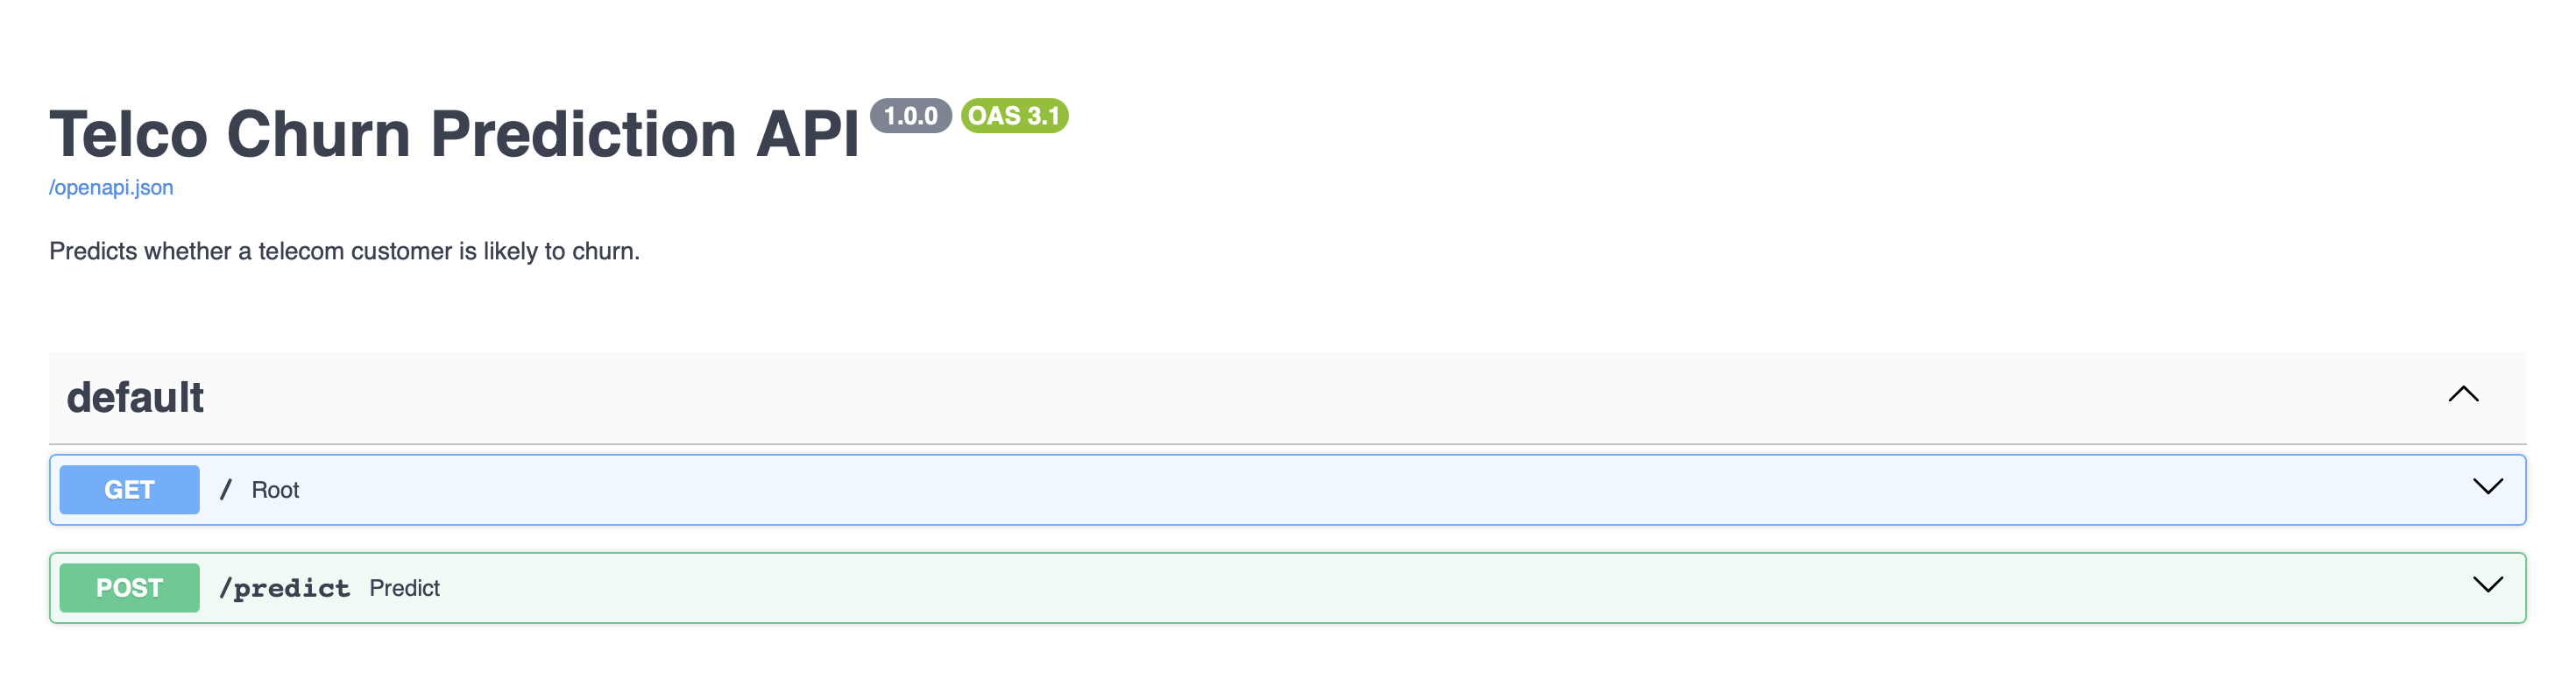 Telco Churn Prediction API 1.0.0 OAS 3.1
/openapi.json
Predicts whether a telecom customer is likely to churn.
default
GET / Root
POST /predict Predict